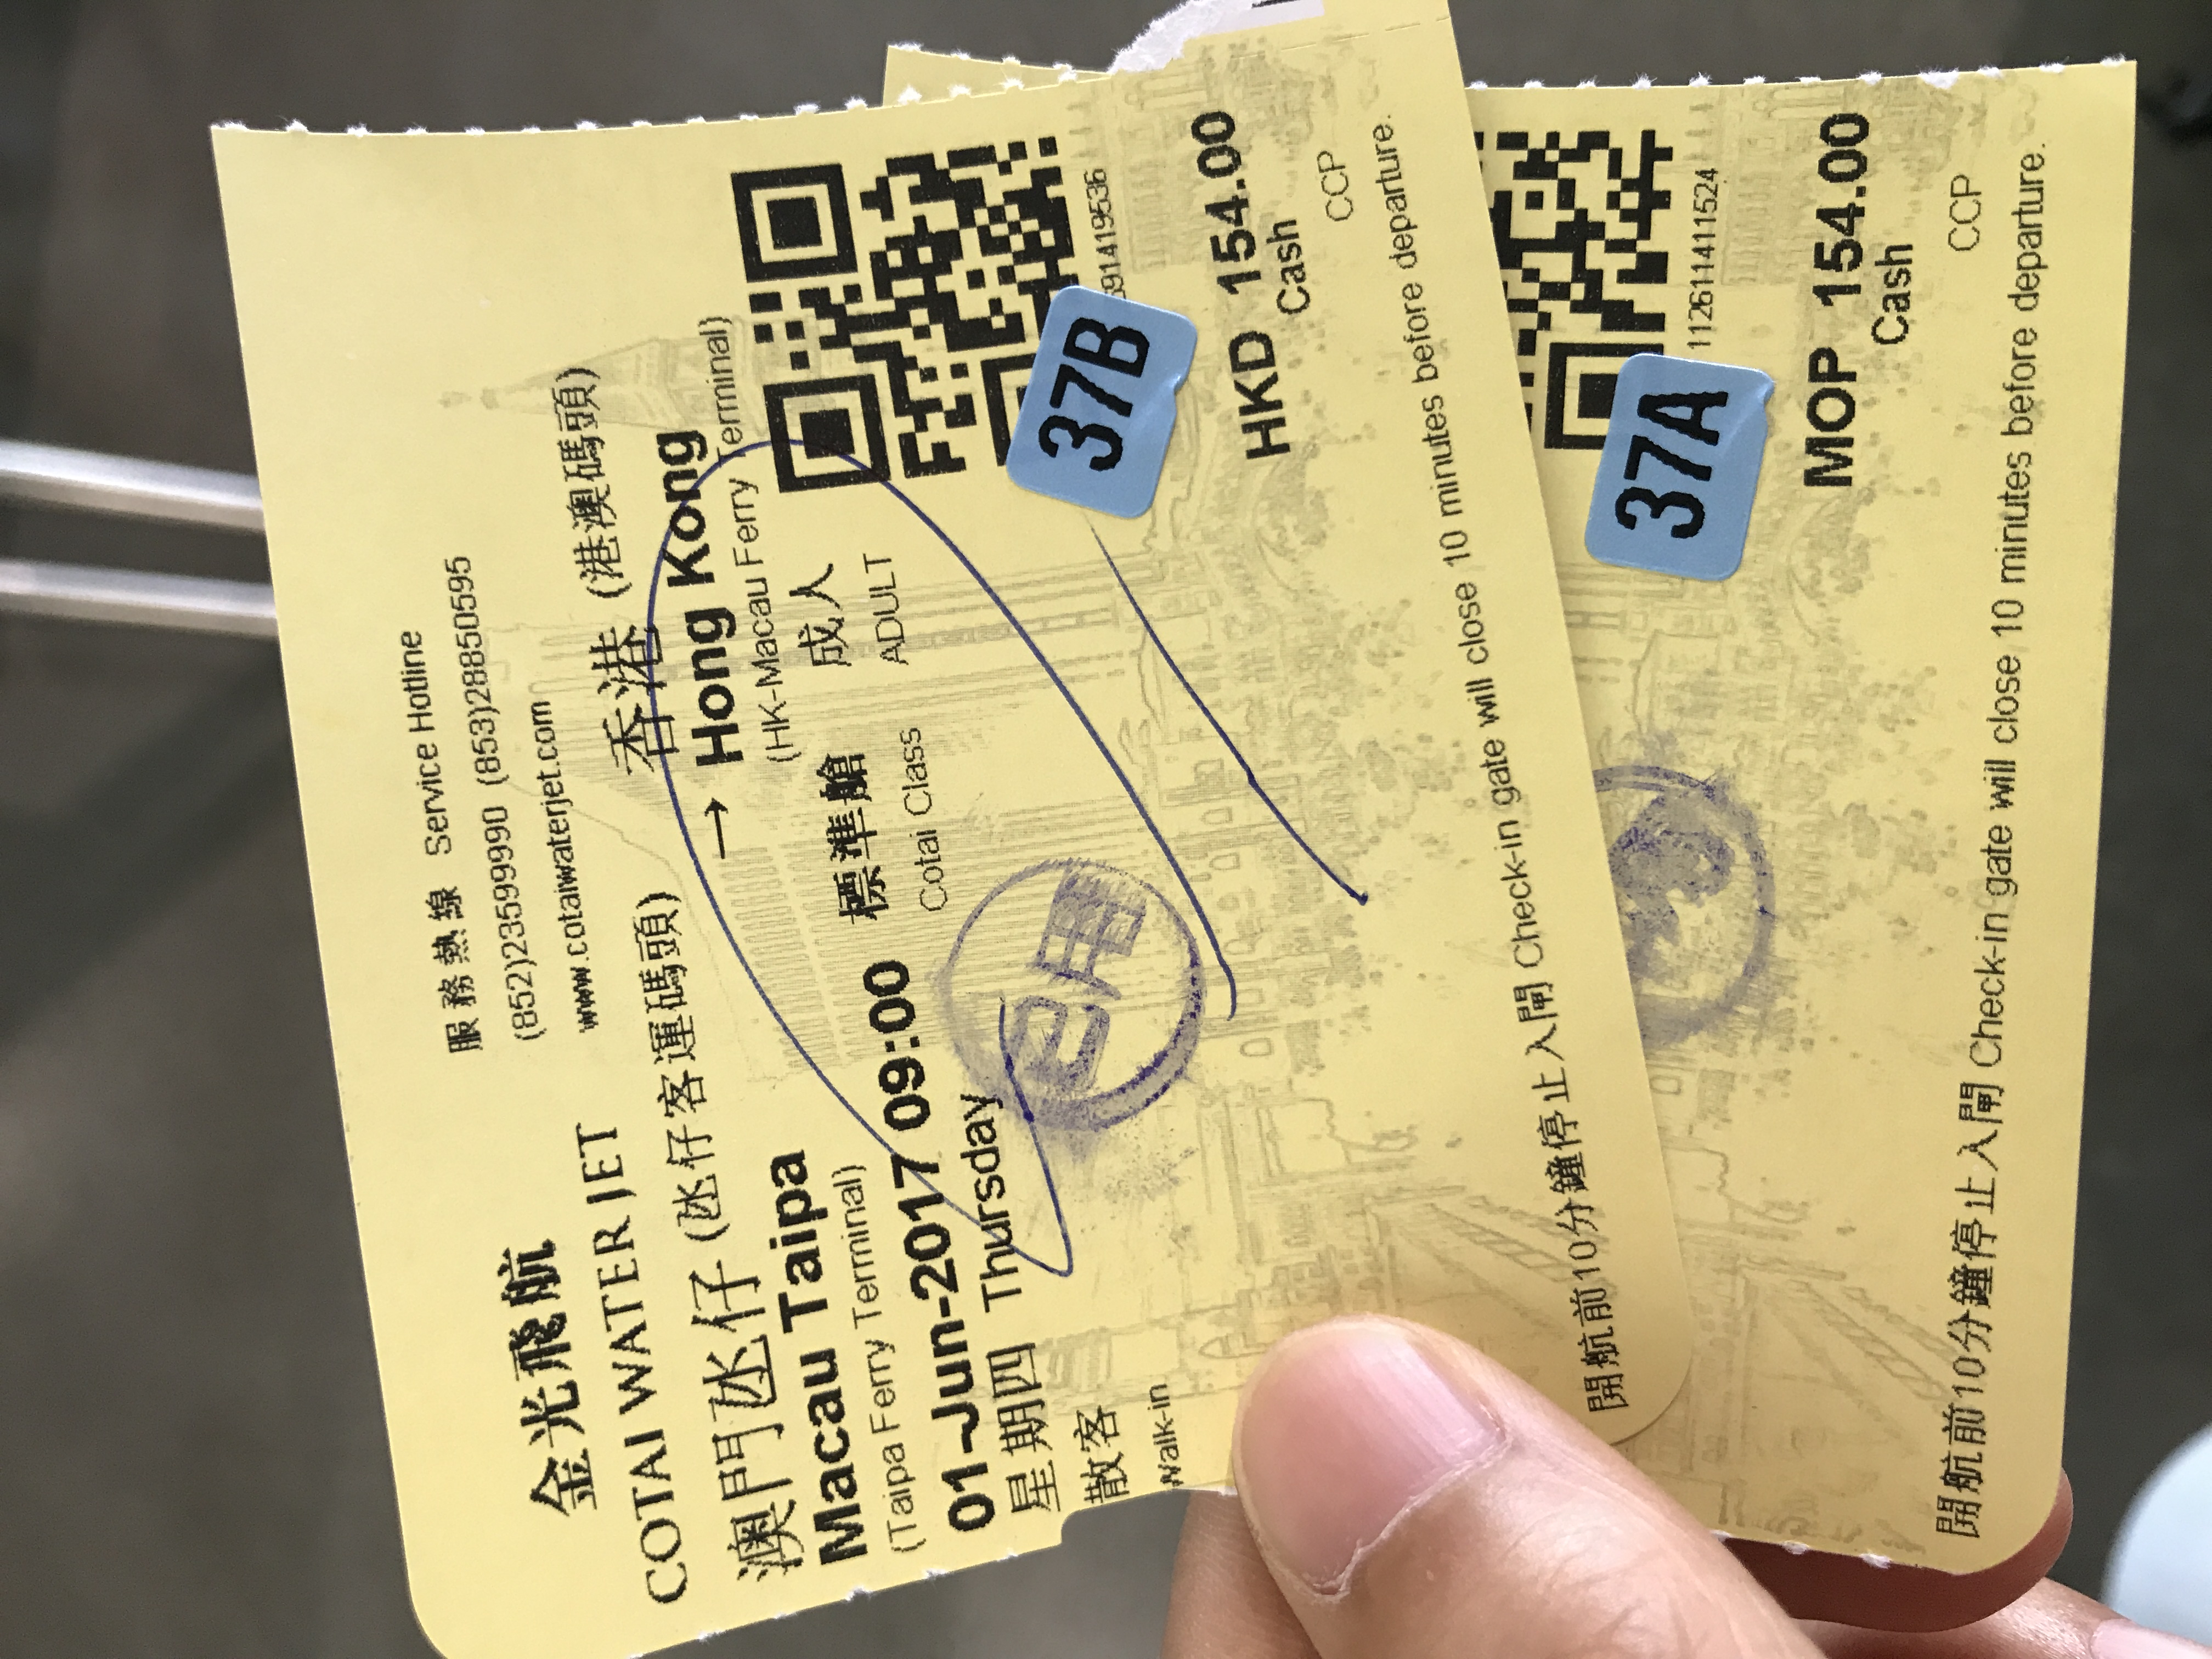 服務熱線 Service Hotline
(852)23599990 (853)28850595
www.cotaiwaterjet.com
金光飛航
COTAI WATER JET
澳門氹仔 (氹仔客運碼頭)
Macau Taipa
(Taipa Ferry Terminal)
→
香港 (港澳碼頭)
Hong Kong
(HK-Macau Ferry Terminal)
01-Jun-2017 09:00
標準艙 成人
Cotai Class ADULT
星期四 Thursday
已用
散客
Walk-in
37B
91419536
HKD 154.00
Cash
CCP
開航前10分鐘停止入閘 Check-in gate will close 10 minutes before departure.
37A
112611411524
MOP 154.00
Cash
CCP
開航前10分鐘停止入閘 Check-in gate will close 10 minutes before departure.